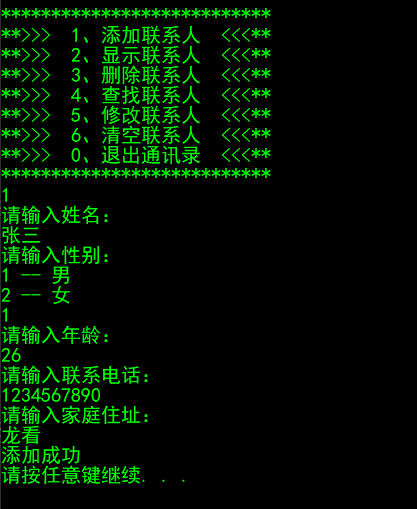 ***************************
**>>>  1、添加联系人  <<<**
**>>>  2、显示联系人  <<<**
**>>>  3、删除联系人  <<<**
**>>>  4、查找联系人  <<<**
**>>>  5、修改联系人  <<<**
**>>>  6、清空联系人  <<<**
**>>>  0、退出通讯录  <<<**
***************************
1
请输入姓名：
张三
请输入性别：
1 -- 男
2 -- 女
1
请输入年龄：
26
请输入联系电话：
1234567890
请输入家庭住址：
龙看
添加成功
请按任意键继续. . .